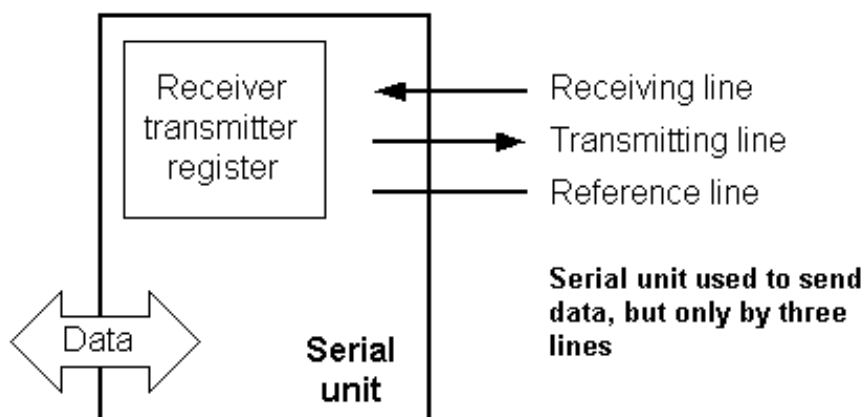 Receiver
transmitter
register
Receiving line
Transmitting line
Reference line
Serial unit used to send
data, but only by three
lines
Data
Serial
unit